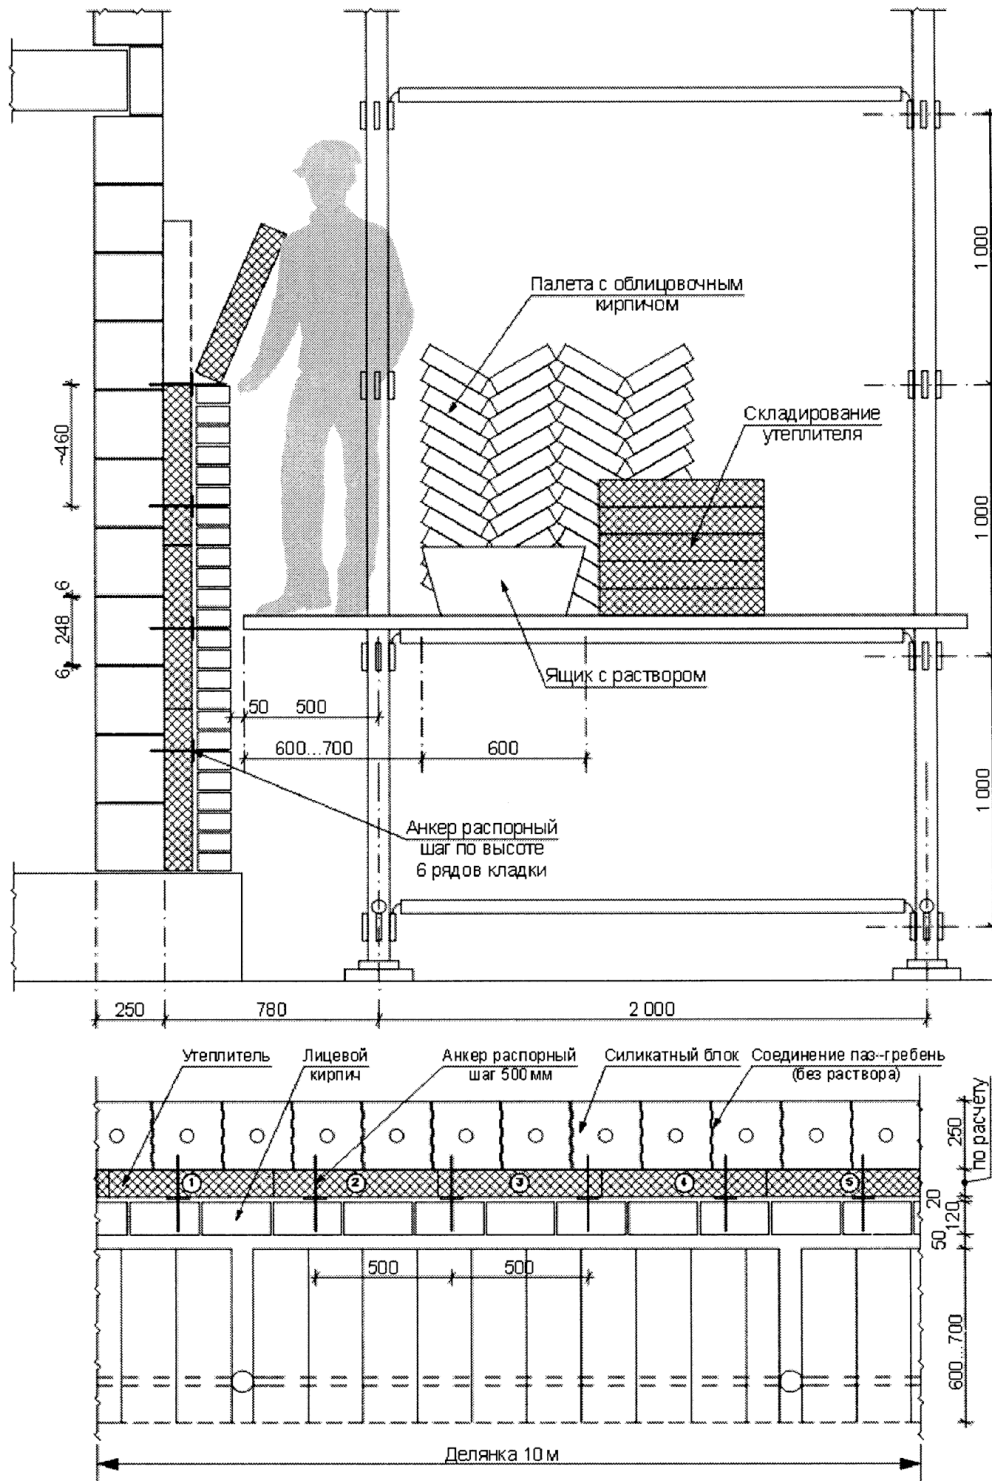 1 000
Палета с облицовочным
кирпичом
Складирование
утеплителя
~460
1 000
6
248
6
Ящик с раствором
50 500
600...700
600
1 000
Анкер распорный
шаг по высоте
6 рядов кладки
250
780
2 000
Утеплитель
Лицевой
кирпич
Анкер распорный
шаг 500 мм
Силикатный блок
Соединение паз--гребень
(без раствора)
250
по расчету
1
2
3
4
5
20
120
50
500
500
600...700
Делянка 10 м